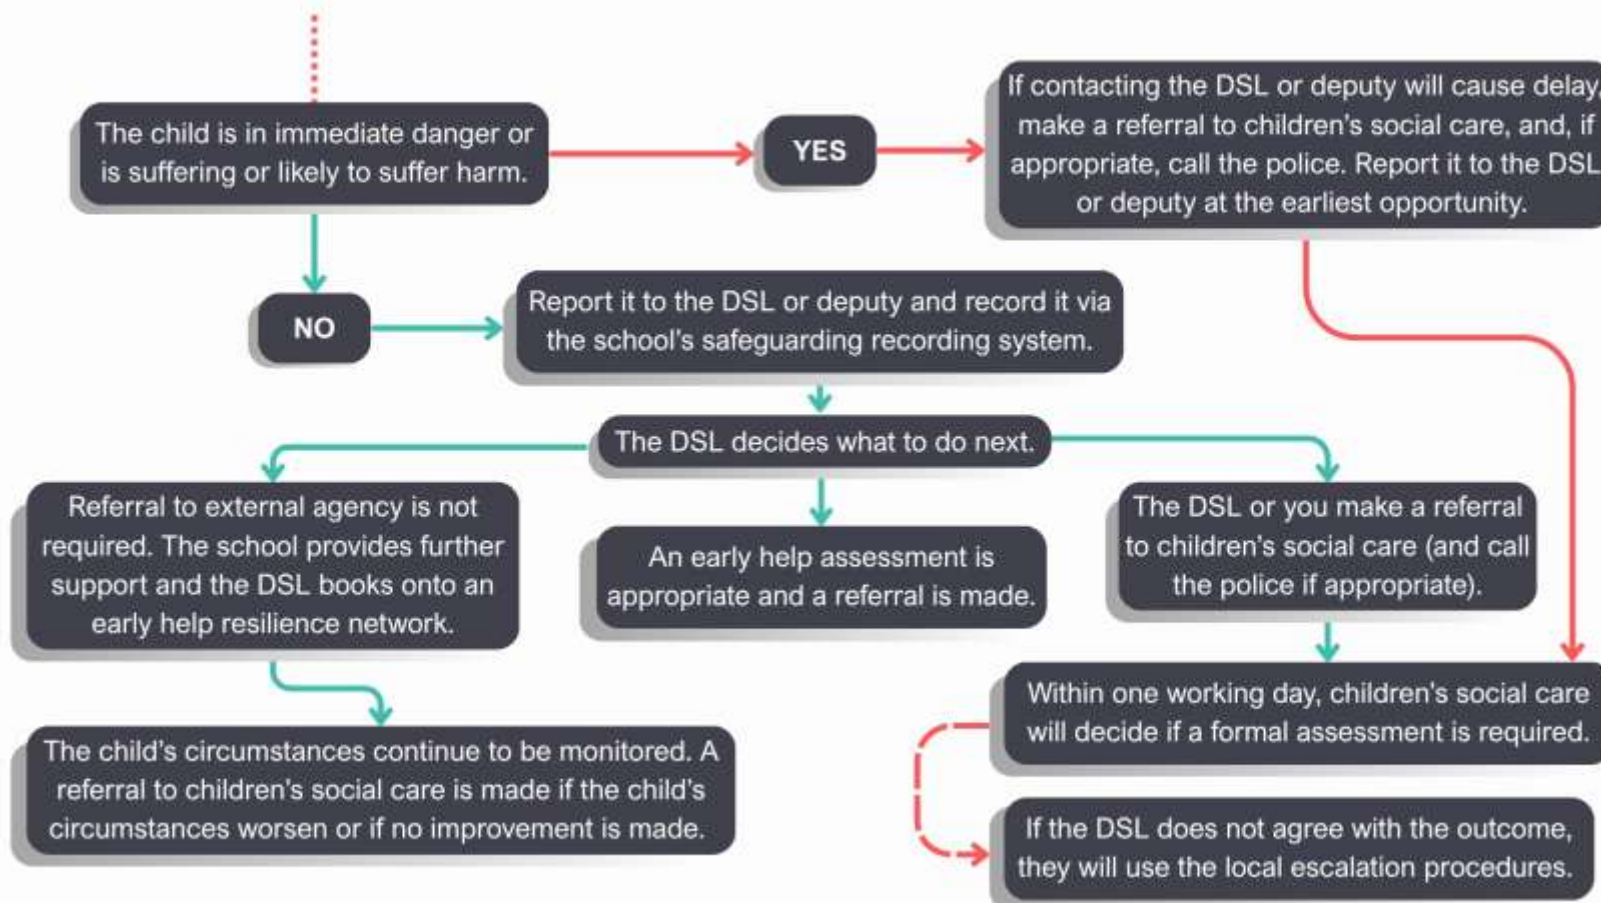 The child is in immediate danger or
is suffering or likely to suffer harm.
YES
If contacting the DSL or deputy will cause delay,
make a referral to children's social care, and, if
appropriate, call the police. Report it to the DSL
or deputy at the earliest opportunity.
NO
Report it to the DSL or deputy and record it via
the school's safeguarding recording system.
The DSL decides what to do next.
Referral to external agency is not
required. The school provides further
support and the DSL books onto an
early help resilience network.
An early help assessment is
appropriate and a referral is made.
The DSL or you make a referral
to children's social care (and call
the police if appropriate).
The child's circumstances continue to be monitored. A
referral to children's social care is made if the child's
circumstances worsen or if no improvement is made.
Within one working day, children's social care
will decide if a formal assessment is required.
If the DSL does not agree with the outcome,
they will use the local escalation procedures.